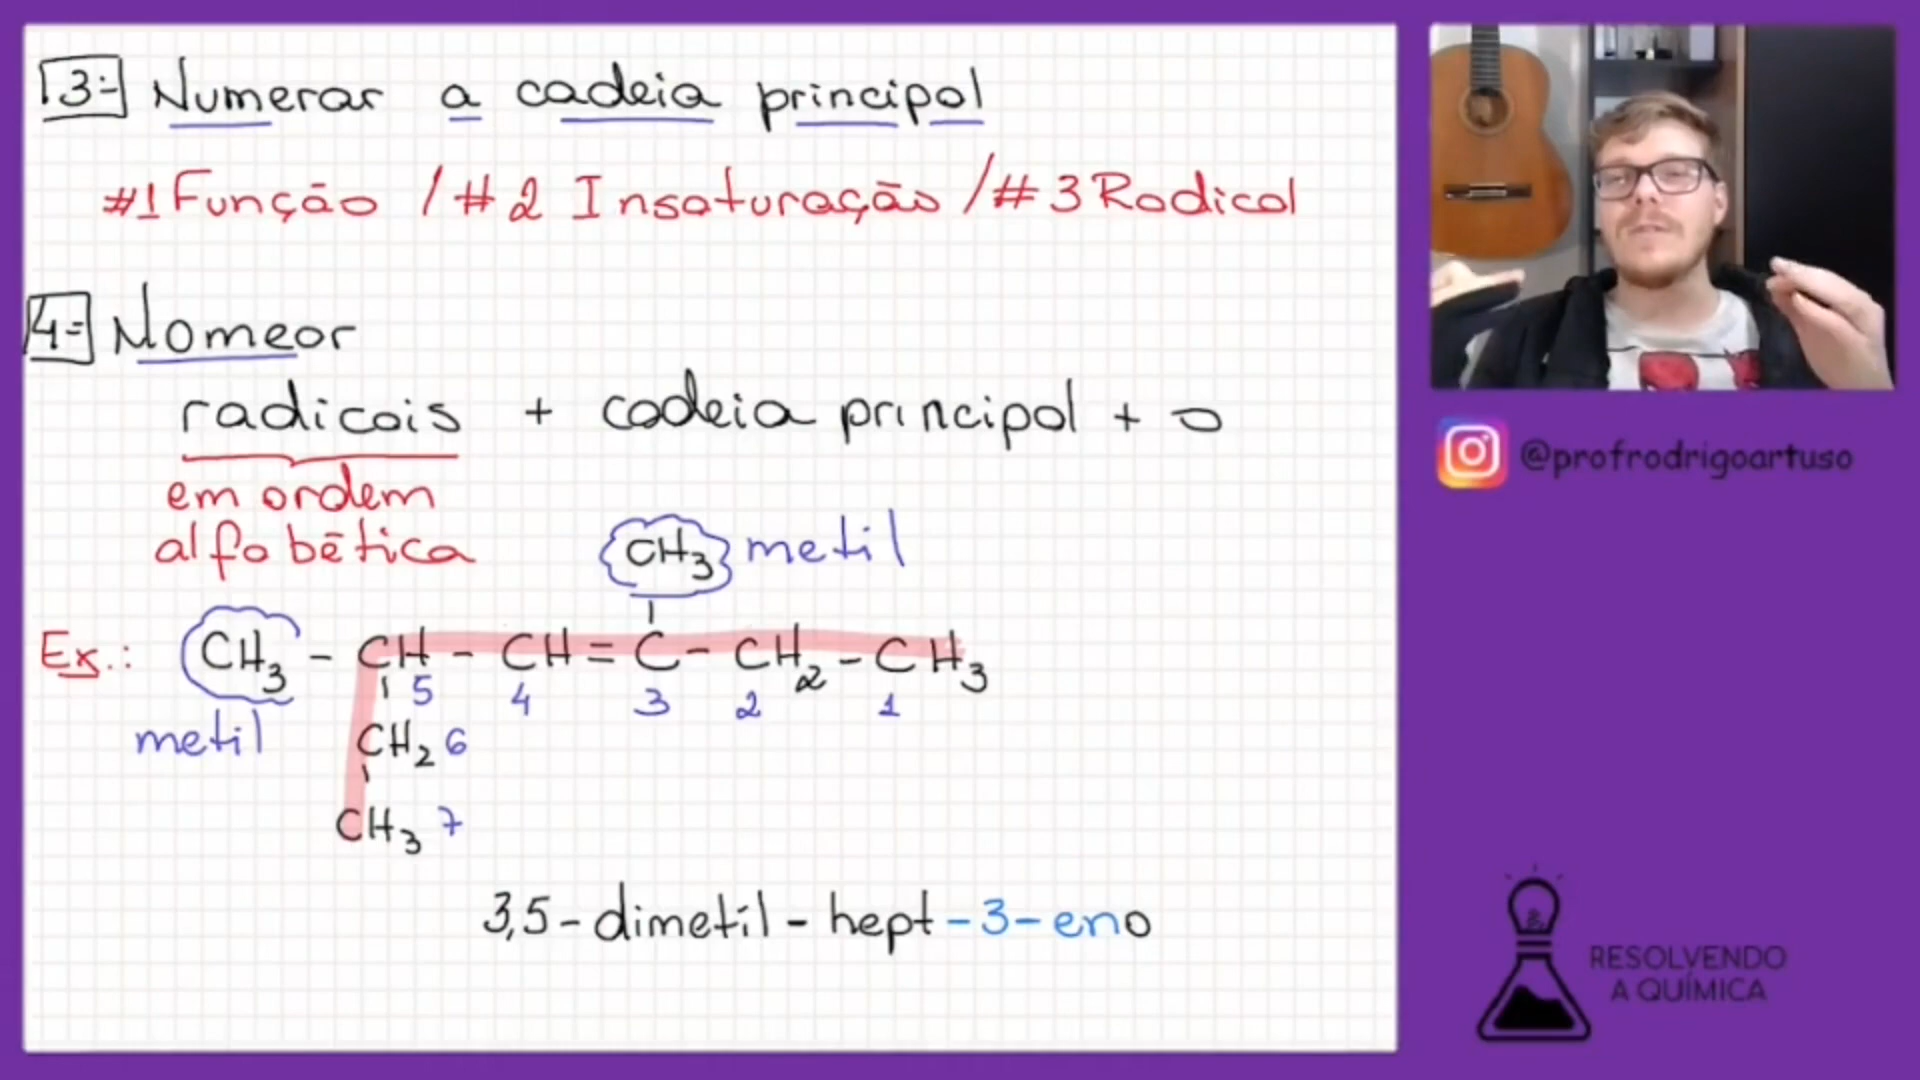 3- Numerar a cadeia principal
#1 Função / #2 Insaturação / #3 Radical
4- Nomear
radicais + cadeia principal + o
em ordem
alfabética
CH3 metil
Ex.: CH3 - CH - CH = C - CH2 - CH3
5 4 3 2 1
metil CH2 6
CH3 7
3,5-dimetil-hept-3-eno
@profrodrigoartuso
RESOLVENDO
A QUÍMICA